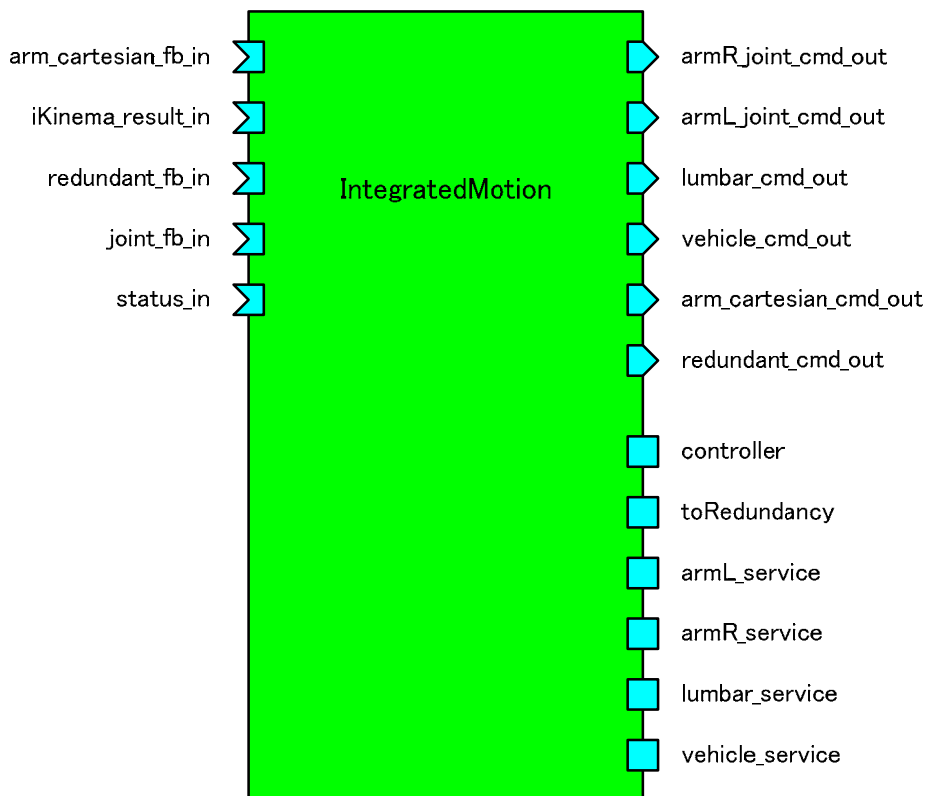 arm_cartesian_fb_in
iKinema_result_in
redundant_fb_in
joint_fb_in
status_in
IntegratedMotion
armR_joint_cmd_out
armL_joint_cmd_out
lumbar_cmd_out
vehicle_cmd_out
arm_cartesian_cmd_out
redundant_cmd_out
controller
toRedundancy
armL_service
armR_service
lumbar_service
vehicle_service